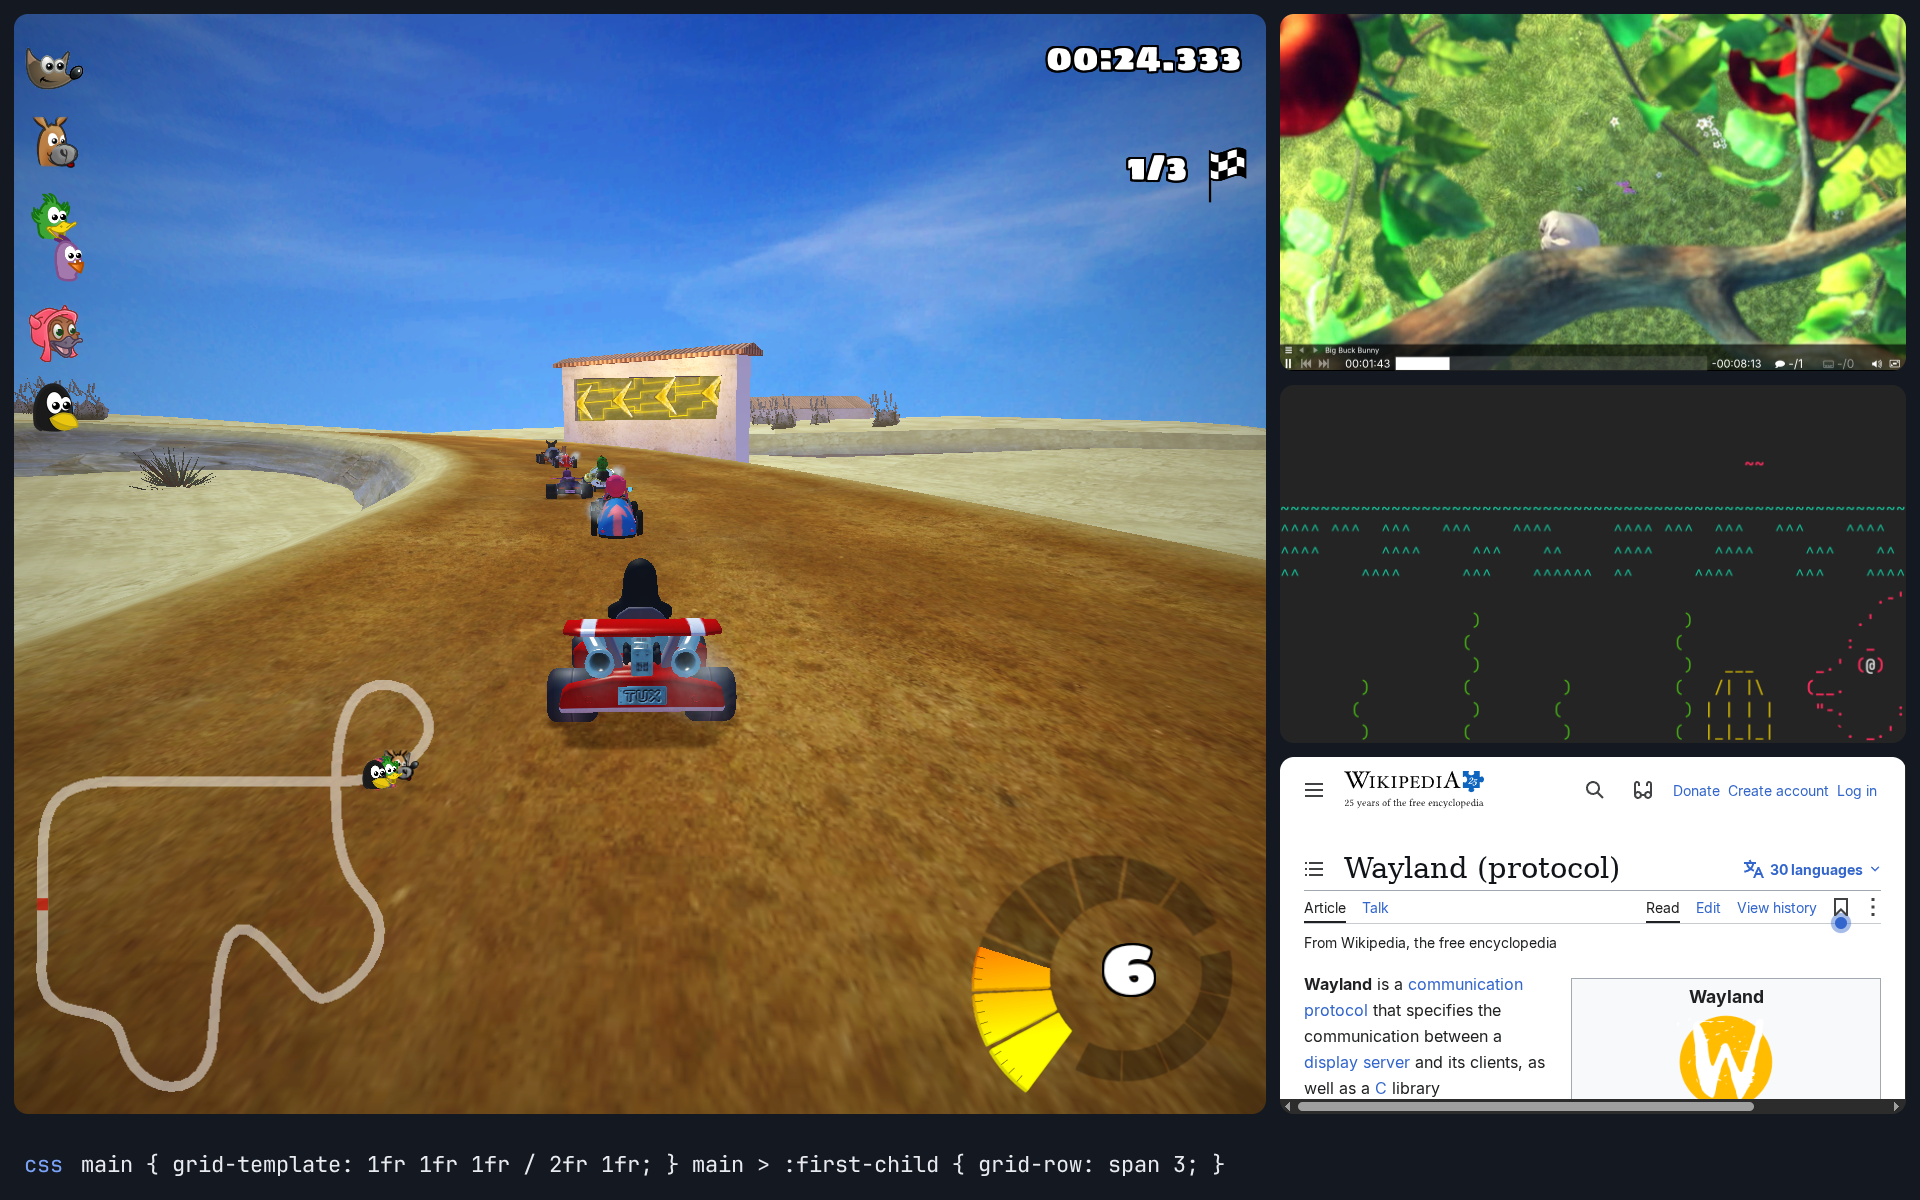 00:24.333
1/3
TUX
6
Big Buck Bunny
00:01:43
-00:08:13
-/1
-/0
WIKIPEDIA 25
25 years of the free encyclopedia
Donate Create account Log in
Wayland (protocol)
30 languages
Article Talk
Read Edit View history
From Wikipedia, the free encyclopedia
Wayland is a communication
protocol that specifies the
communication between a
display server and its clients, as
well as a C library
Wayland
W
css main { grid-template: 1fr 1fr 1fr / 2fr 1fr; } main > :first-child { grid-row: span 3; }